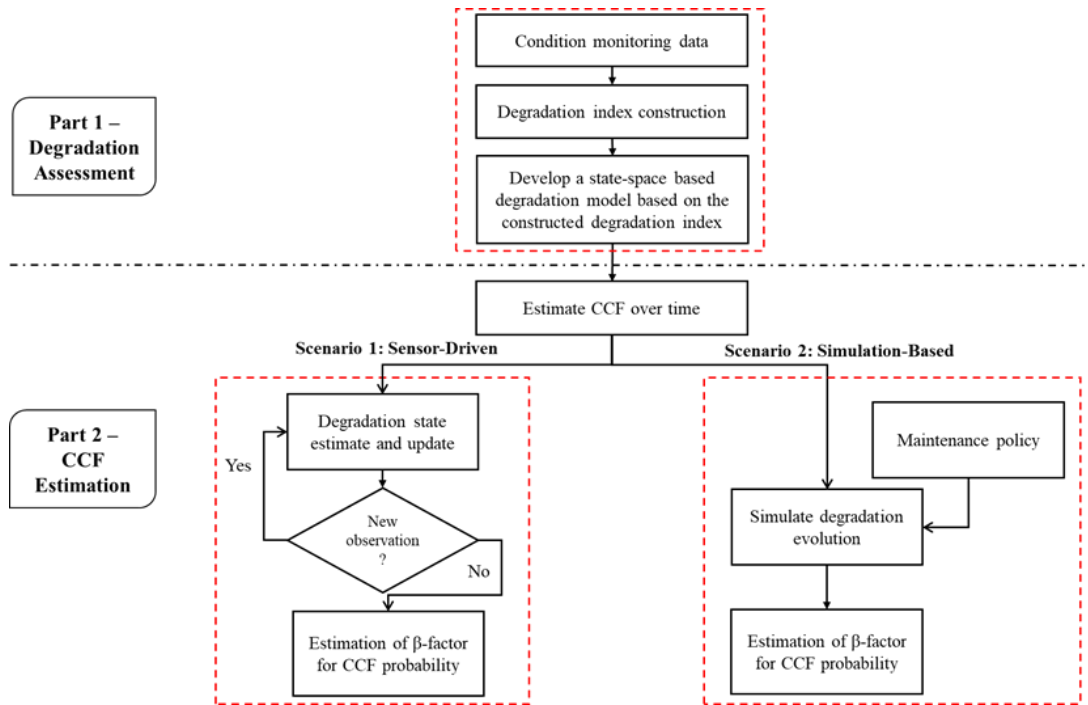 Condition monitoring data
Part 1 –
Degradation
Assessment
Degradation index construction
Develop a state-space based
degradation model based on the
constructed degradation index
Estimate CCF over time
Scenario 1: Sensor-Driven
Scenario 2: Simulation-Based
Part 2 –
CCF
Estimation
Degradation state
estimate and update
Yes
New
observation
?
No
Estimation of β-factor
for CCF probability
Maintenance policy
Simulate degradation
evolution
Estimation of β-factor
for CCF probability